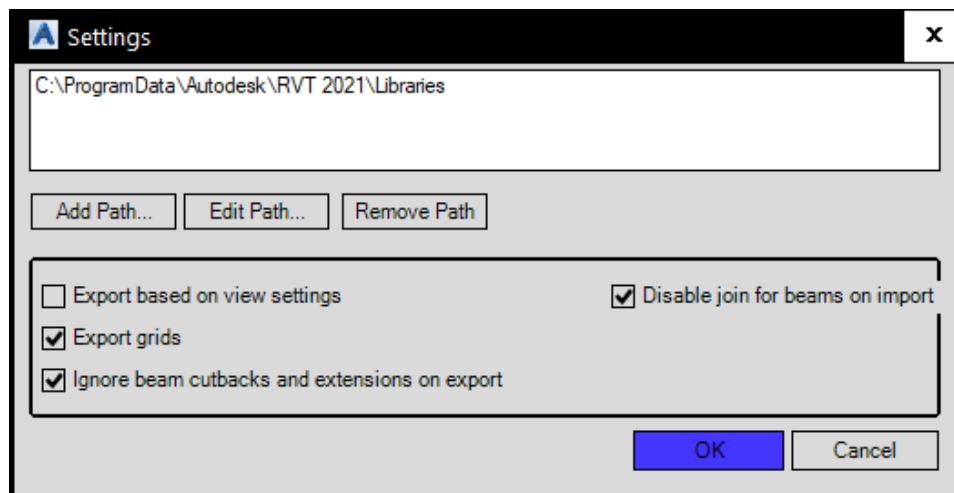 Settings
x
C:\ProgramData\Autodesk\RVT 2021\Libraries
Add Path... Edit Path... Remove Path
Export based on view settings Disable join for beams on import
Export grids
Ignore beam cutbacks and extensions on export
OK Cancel